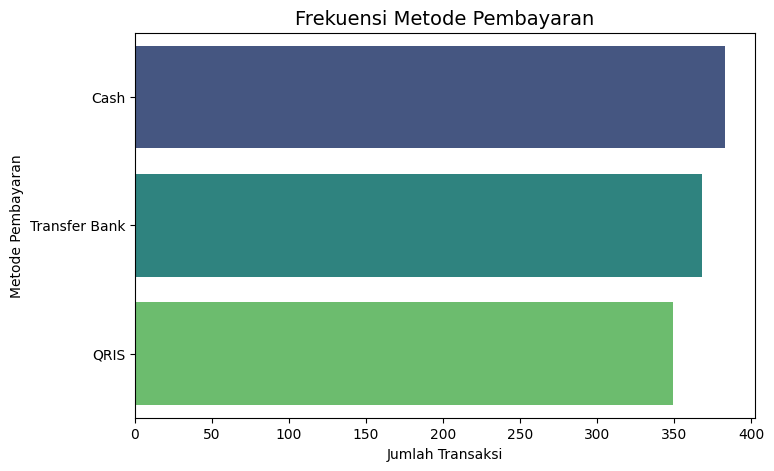 Frekuensi Metode Pembayaran
Metode Pembayaran
Cash
Transfer Bank
QRIS
0 50 100 150 200 250 300 350 400
Jumlah Transaksi